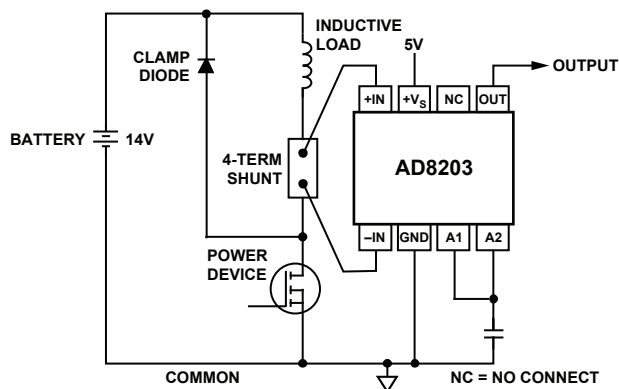 INDUCTIVE
LOAD
5V
OUTPUT
CLAMP
DIODE
+IN
+VS
NC
OUT
BATTERY
14V
4-TERM
SHUNT
AD8203
–IN
GND
A1
A2
POWER
DEVICE
COMMON
NC = NO CONNECT